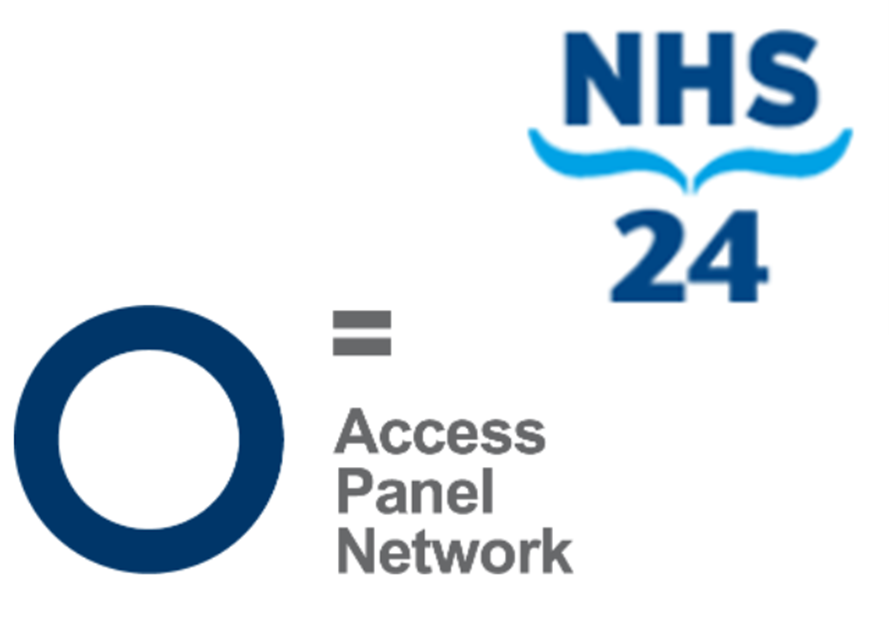 NHS
24
=
Access
Panel
Network